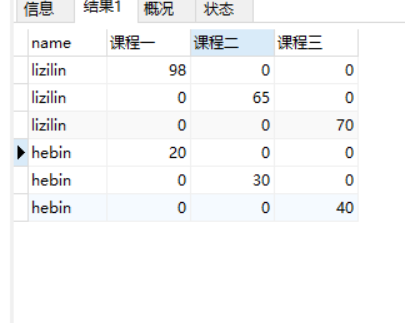 信息 结果1 概况 状态
name 课程一 课程二 课程三
lizilin 98 0 0
lizilin 0 65 0
lizilin 0 0 70
hebin 20 0 0
hebin 0 30 0
hebin 0 0 40